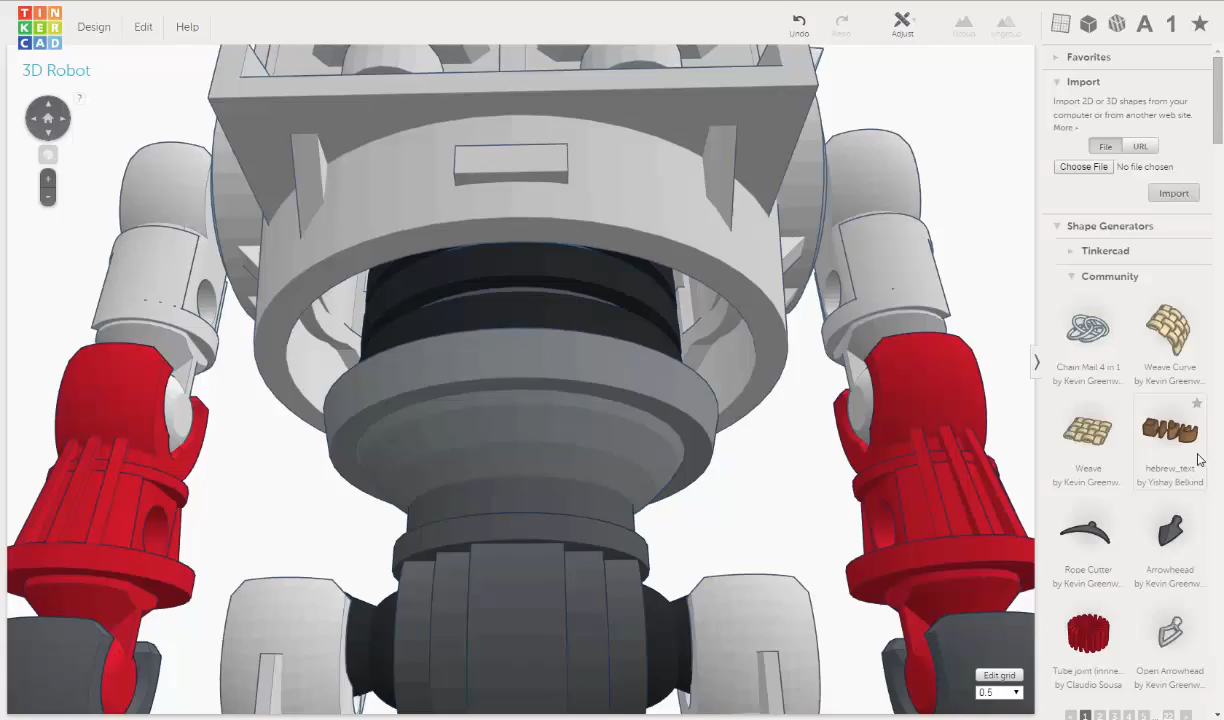 TIN
KER
CAD
Design
Edit
Help
Undo
Redo
Adjust
Group
Ungroup
A
1
3D Robot
?
+
-
Favorites
Import
Import 2D or 3D shapes from your
computer or from another web site.
More
File
URL
Choose File
No file chosen
Import
Shape Generators
Tinkercad
Community
Chain Mail 4 in 1
by Kevin Greenw...
Weave Curve
by Kevin Greenw...
Weave
by Kevin Greenw...
hebrew_text
by Yishay Belkind
Rope Cutter
by Kevin Greenw...
Arrowheead
by Kevin Greenw...
Tube joint (innne...
by Claudio Sousa
Open Arrowhead
by Kevin Greenw...
Edit grid
0.5
1 2 3 4 5 ... 22